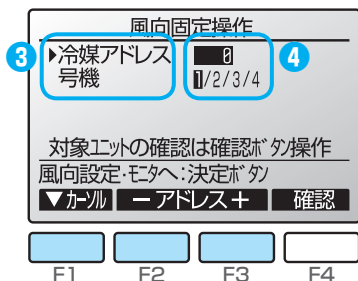 風向固定操作
3 ▶冷媒アドレス 0 4
号機 1/2/3/4
対象ユニットの確認は確認ボタン操作
風向設定・モニタへ:決定ボタン
▼カーソル −アドレス+ 確認
F1 F2 F3 F4